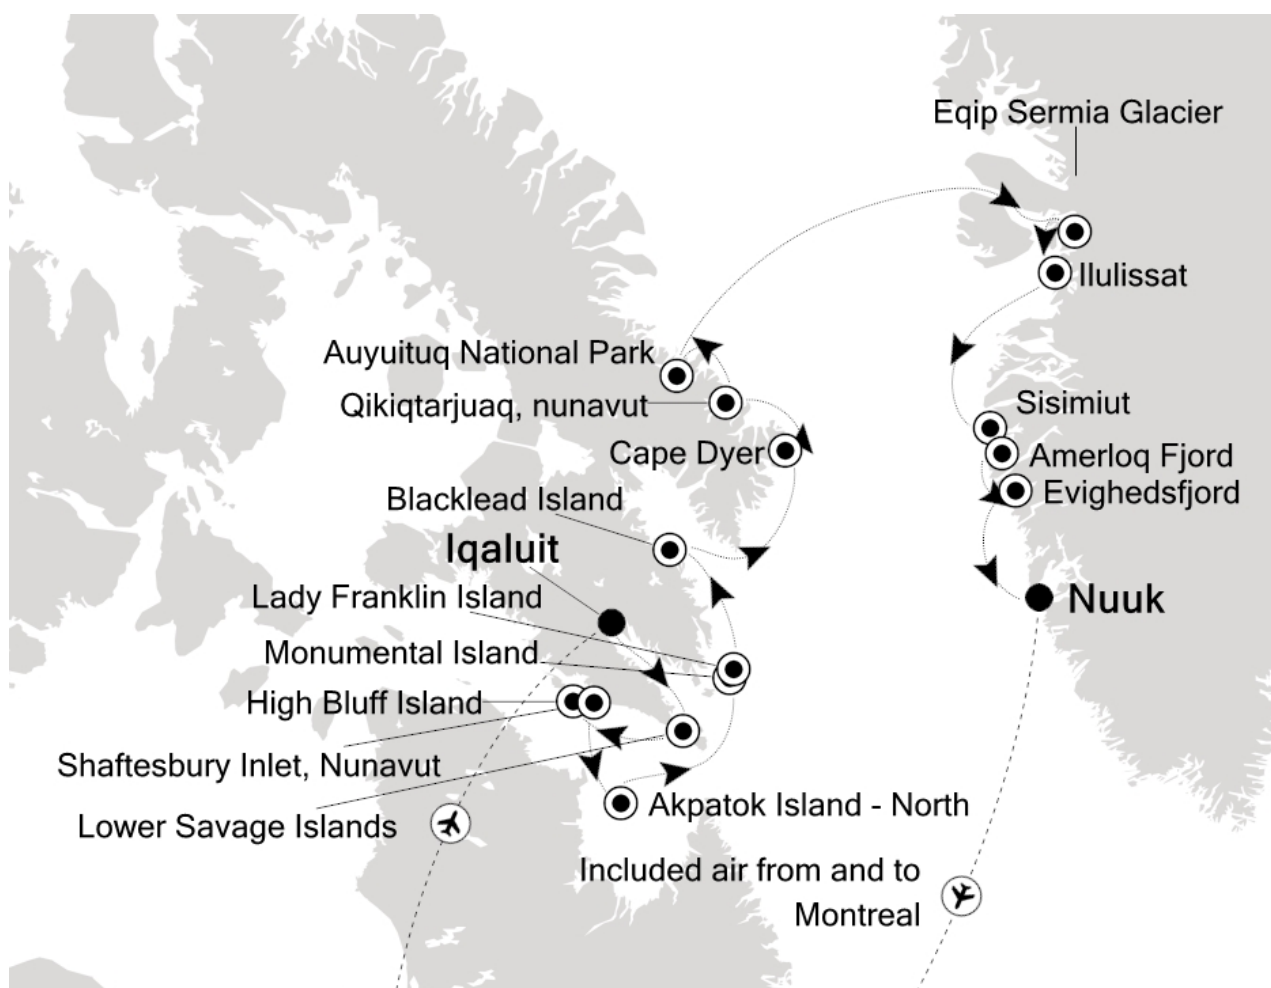 Eqip Sermia Glacier
Ilulissat
Auyuituq National Park
Qikiqtarjuaq, nunavut
Sisimiut
Cape Dyer
Amerloq Fjord
Evighedsfjord
Blacklead Island
Iqaluit
Lady Franklin Island
Nuuk
Monumental Island
High Bluff Island
Shaftesbury Inlet, Nunavut
Lower Savage Islands
Akpatok Island - North
Included air from and to
Montreal